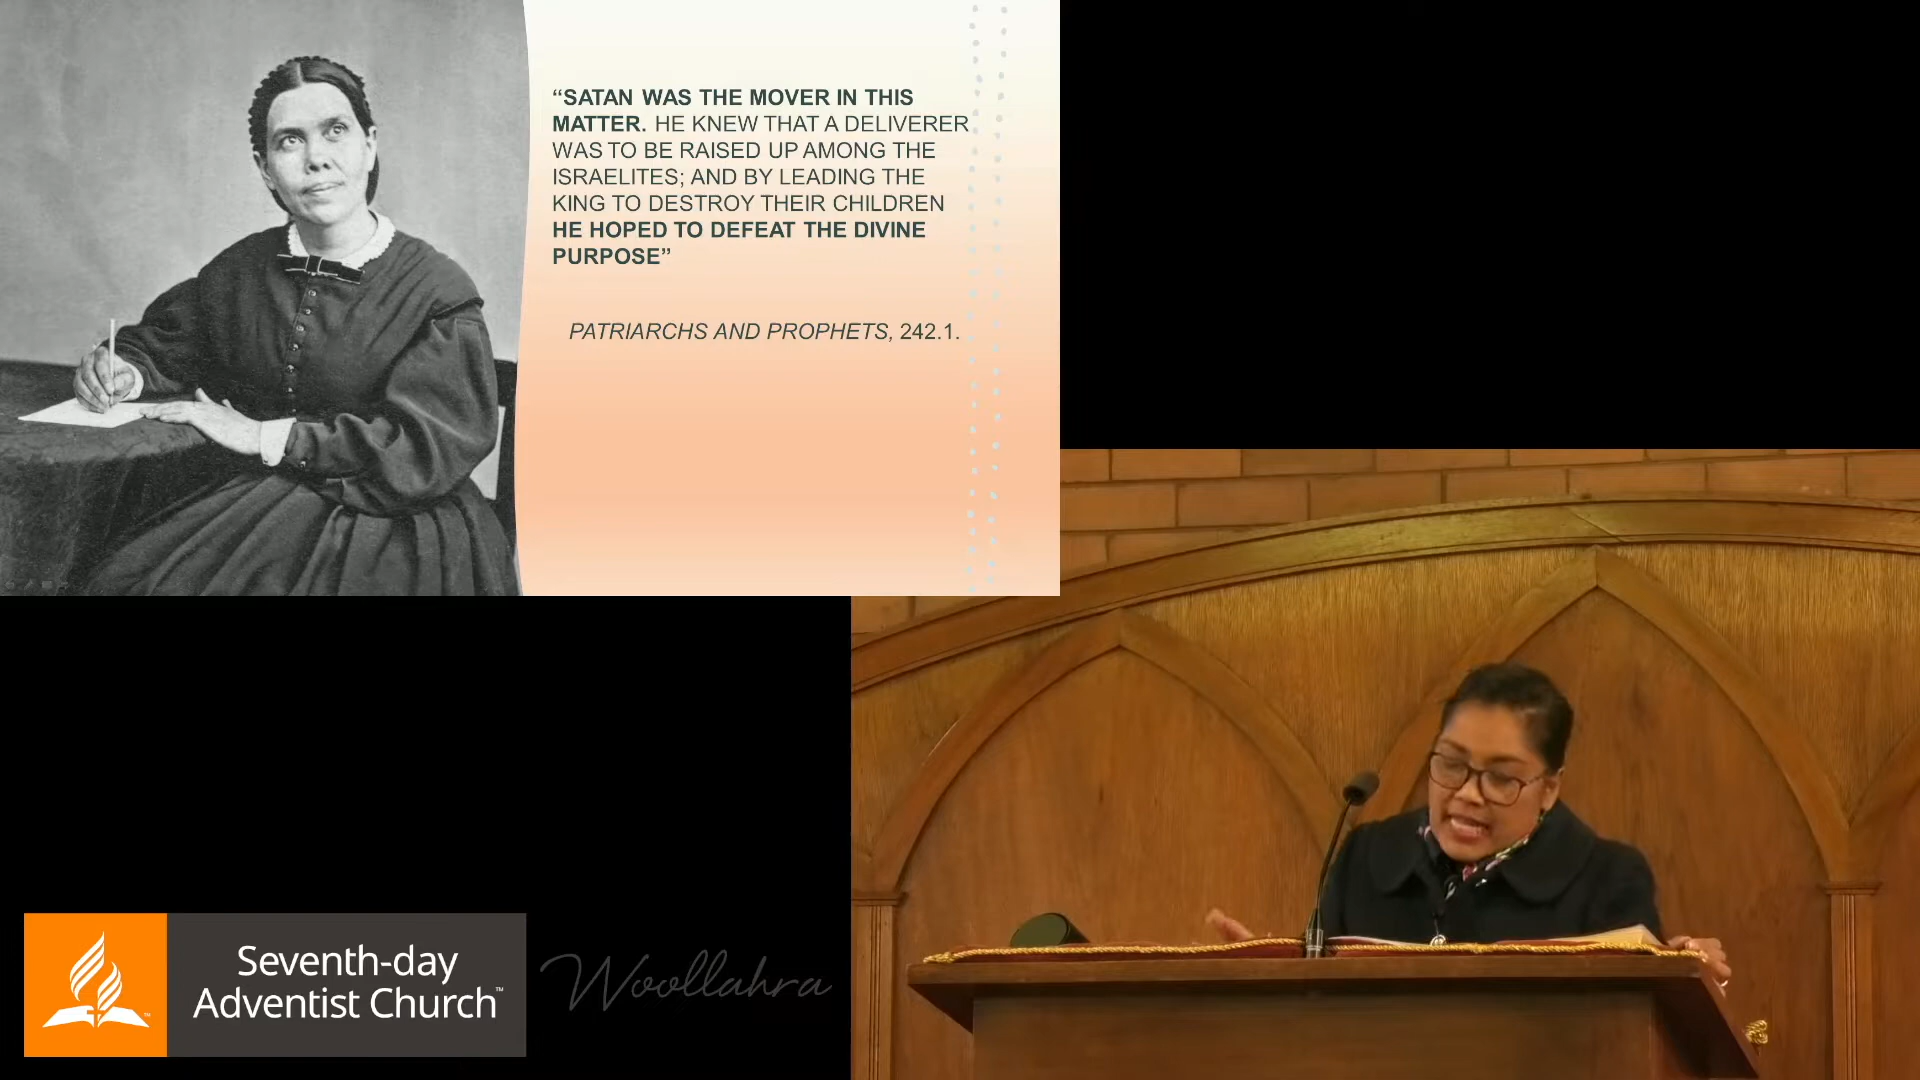 “SATAN WAS THE MOVER IN THIS
MATTER. HE KNEW THAT A DELIVERER
WAS TO BE RAISED UP AMONG THE
ISRAELITES; AND BY LEADING THE
KING TO DESTROY THEIR CHILDREN
HE HOPED TO DEFEAT THE DIVINE
PURPOSE”
PATRIARCHS AND PROPHETS, 242.1.
Seventh-day
Adventist Church™
Woollahra